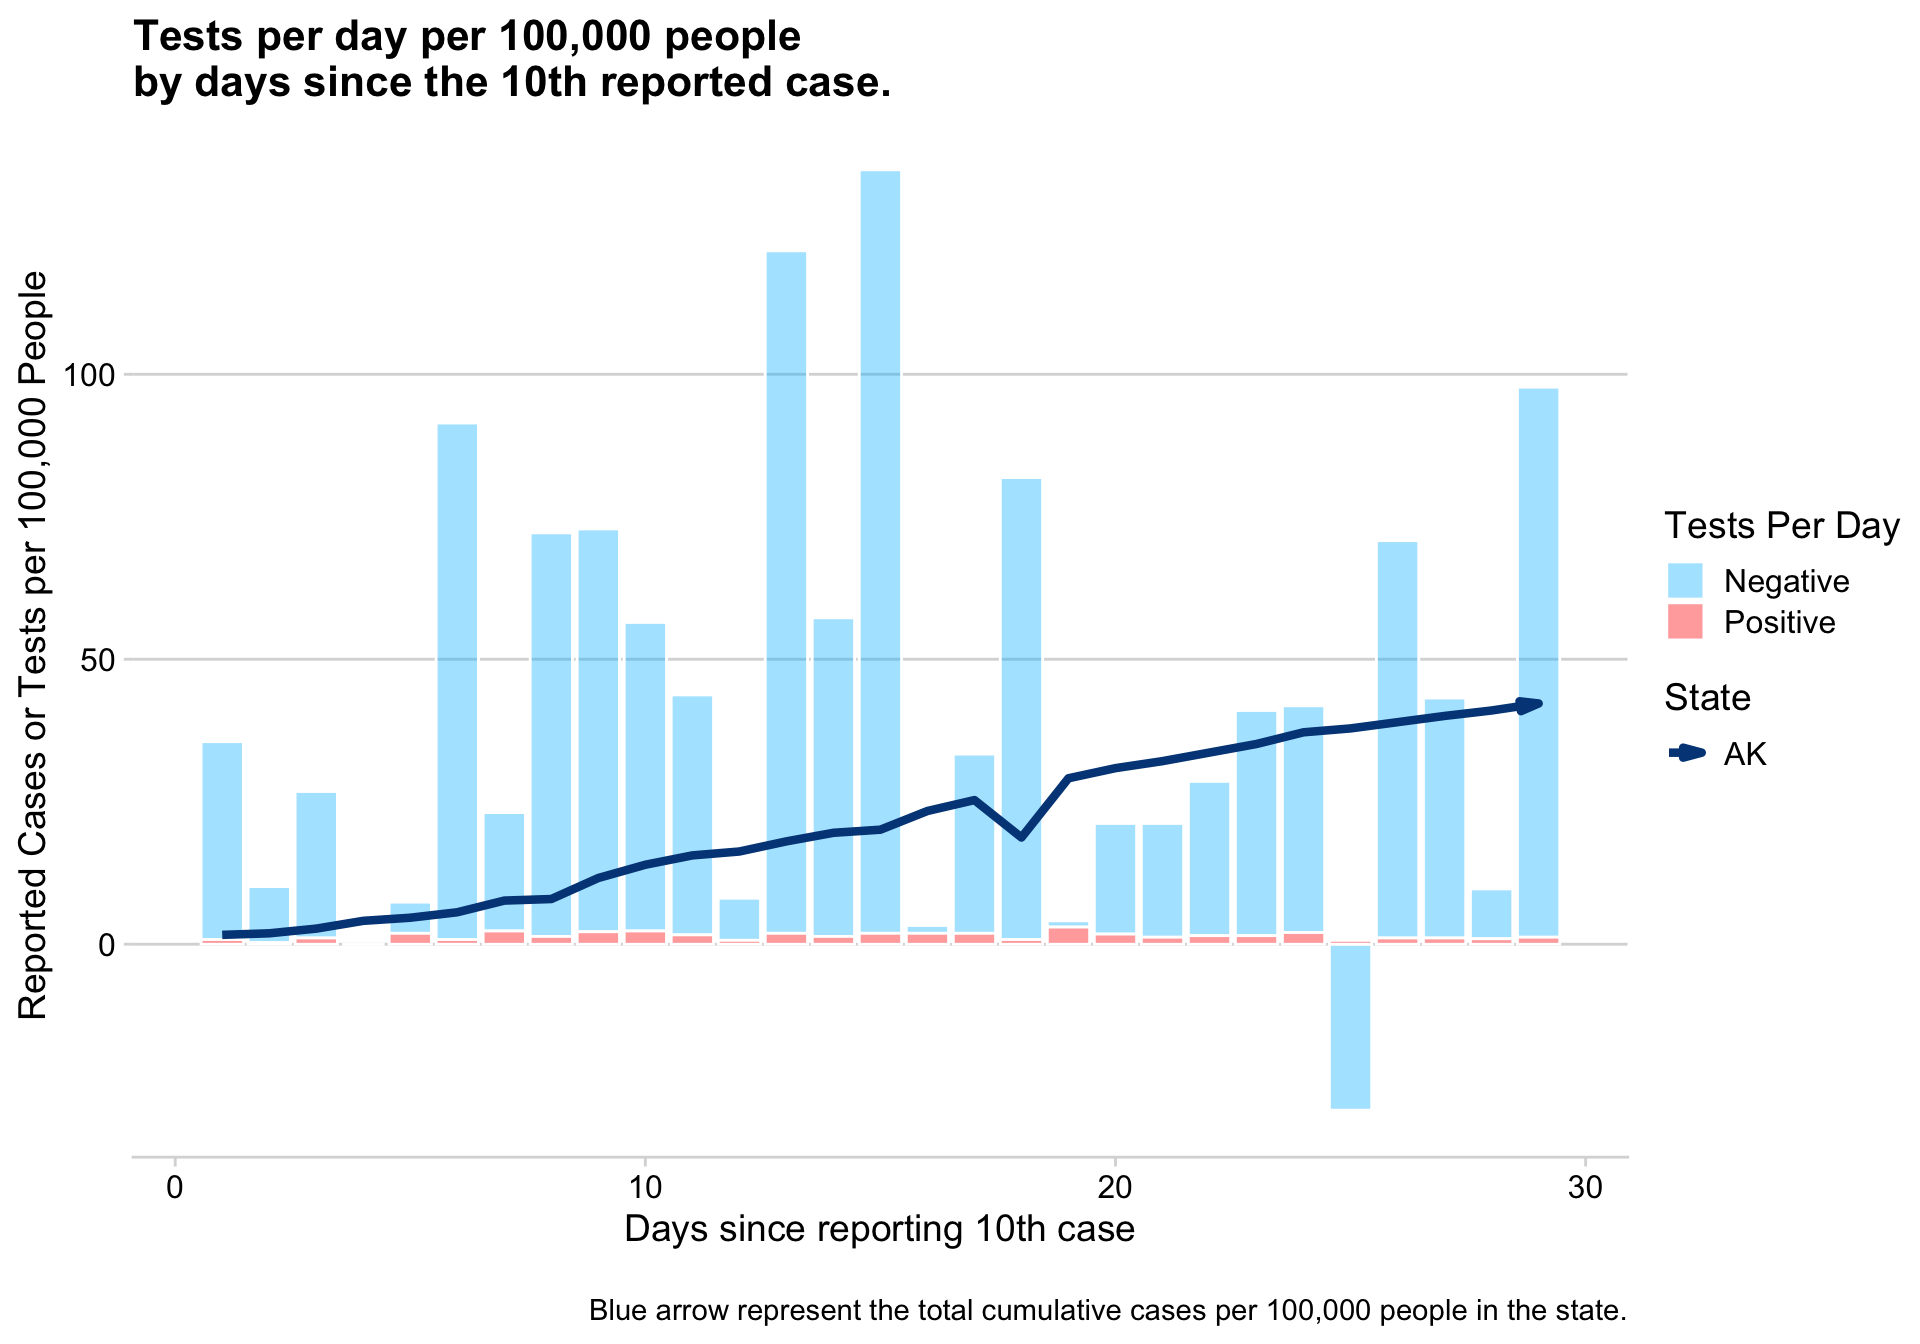 Tests per day per 100,000 people
by days since the 10th reported case.
Reported Cases or Tests per 100,000 People
100
50
0
0
10
20
30
Days since reporting 10th case
Tests Per Day
Negative
Positive
State
AK
Blue arrow represent the total cumulative cases per 100,000 people in the state.